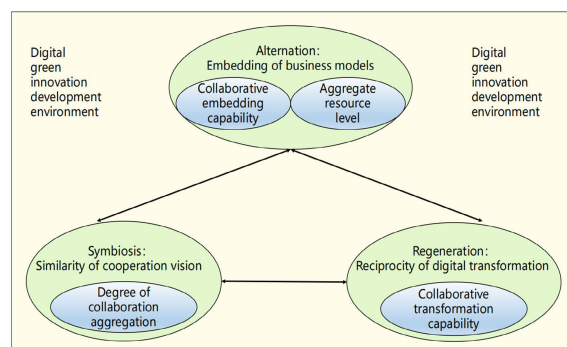 Digital
green
innovation
development
environment
Alternation:
Embedding of business models
Collaborative
embedding
capability
Aggregate
resource
level
Digital
green
innovation
development
environment
Symbiosis:
Similarity of cooperation vision
Degree of
collaboration
aggregation
Regeneration:
Reciprocity of digital transformation
Collaborative
transformation
capability